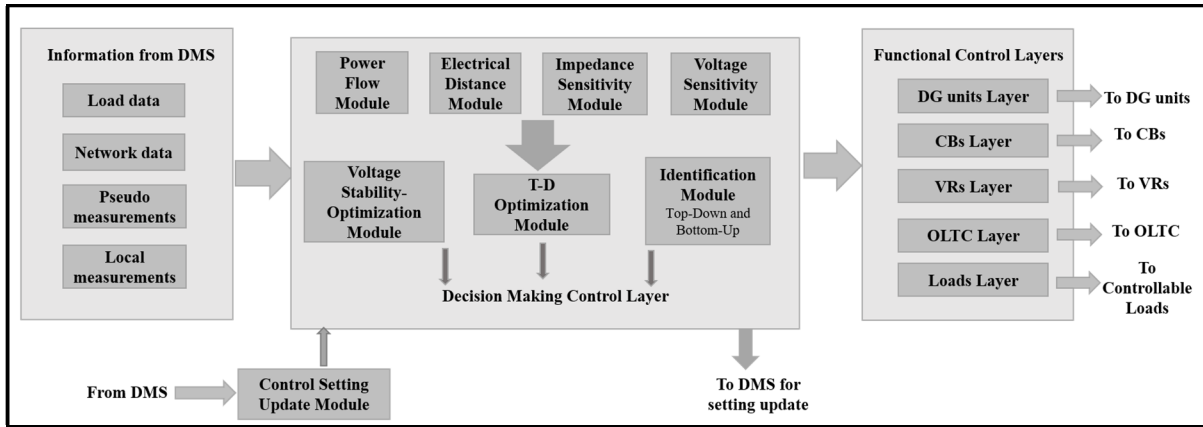 Information from DMS
Load data
Network data
Pseudo
measurements
Local
measurements
Power
Flow
Module
Electrical
Distance
Module
Impedance
Sensitivity
Module
Voltage
Sensitivity
Module
Voltage
Stability-
Optimization
Module
T-D
Optimization
Module
Identification
Module
Top-Down and
Bottom-Up
Decision Making Control Layer
Functional Control Layers
DG units Layer
To DG units
CBs Layer
To CBs
VRs Layer
To VRs
OLTC Layer
To OLTC
Loads Layer
To
Controllable
Loads
From DMS
Control Setting
Update Module
To DMS for
setting update